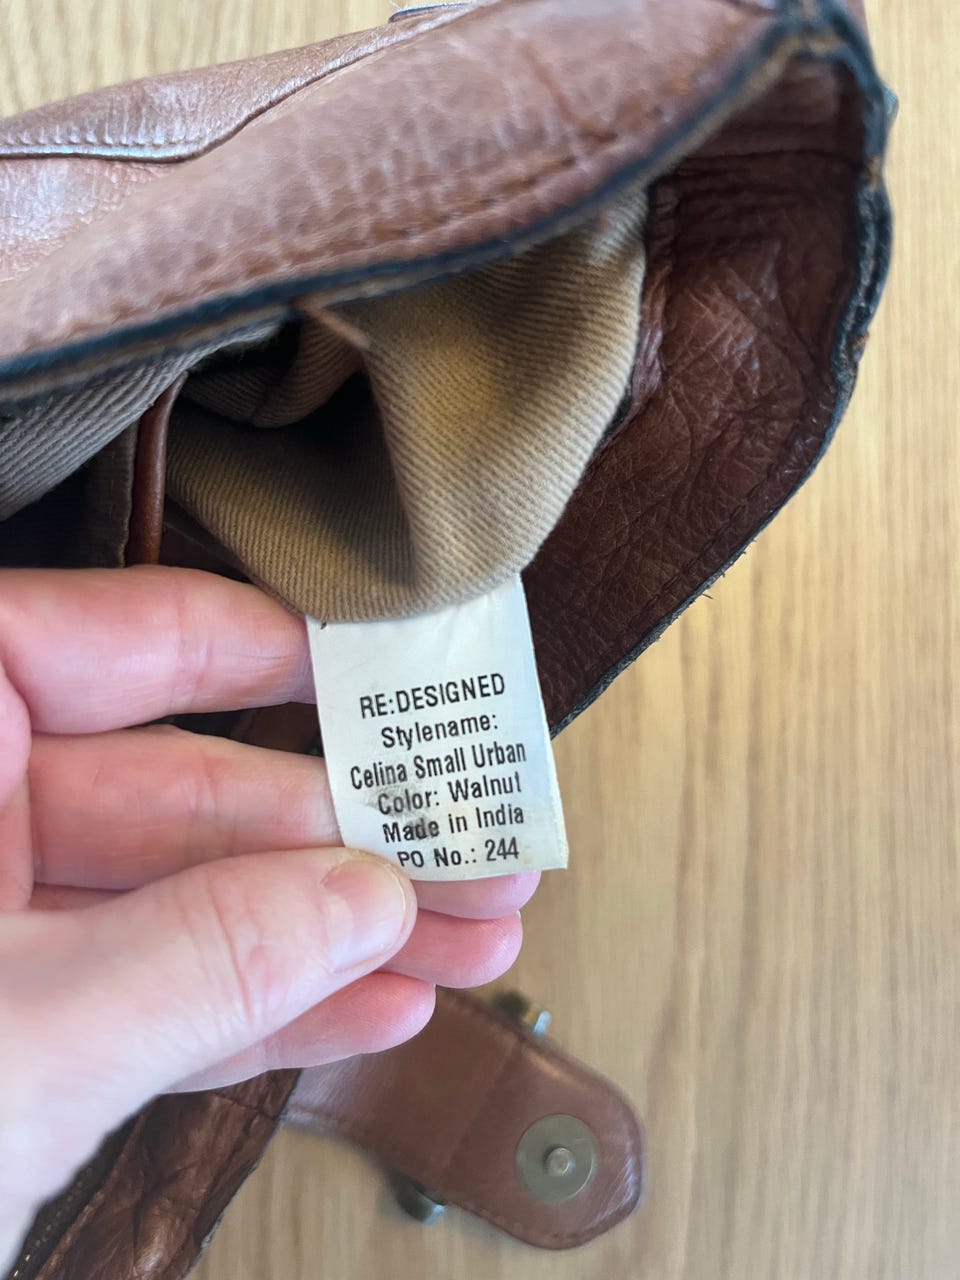 RE:DESIGNED
Stylename:
Celina Small Urban
Color: Walnut
Made in India
PO No.: 244